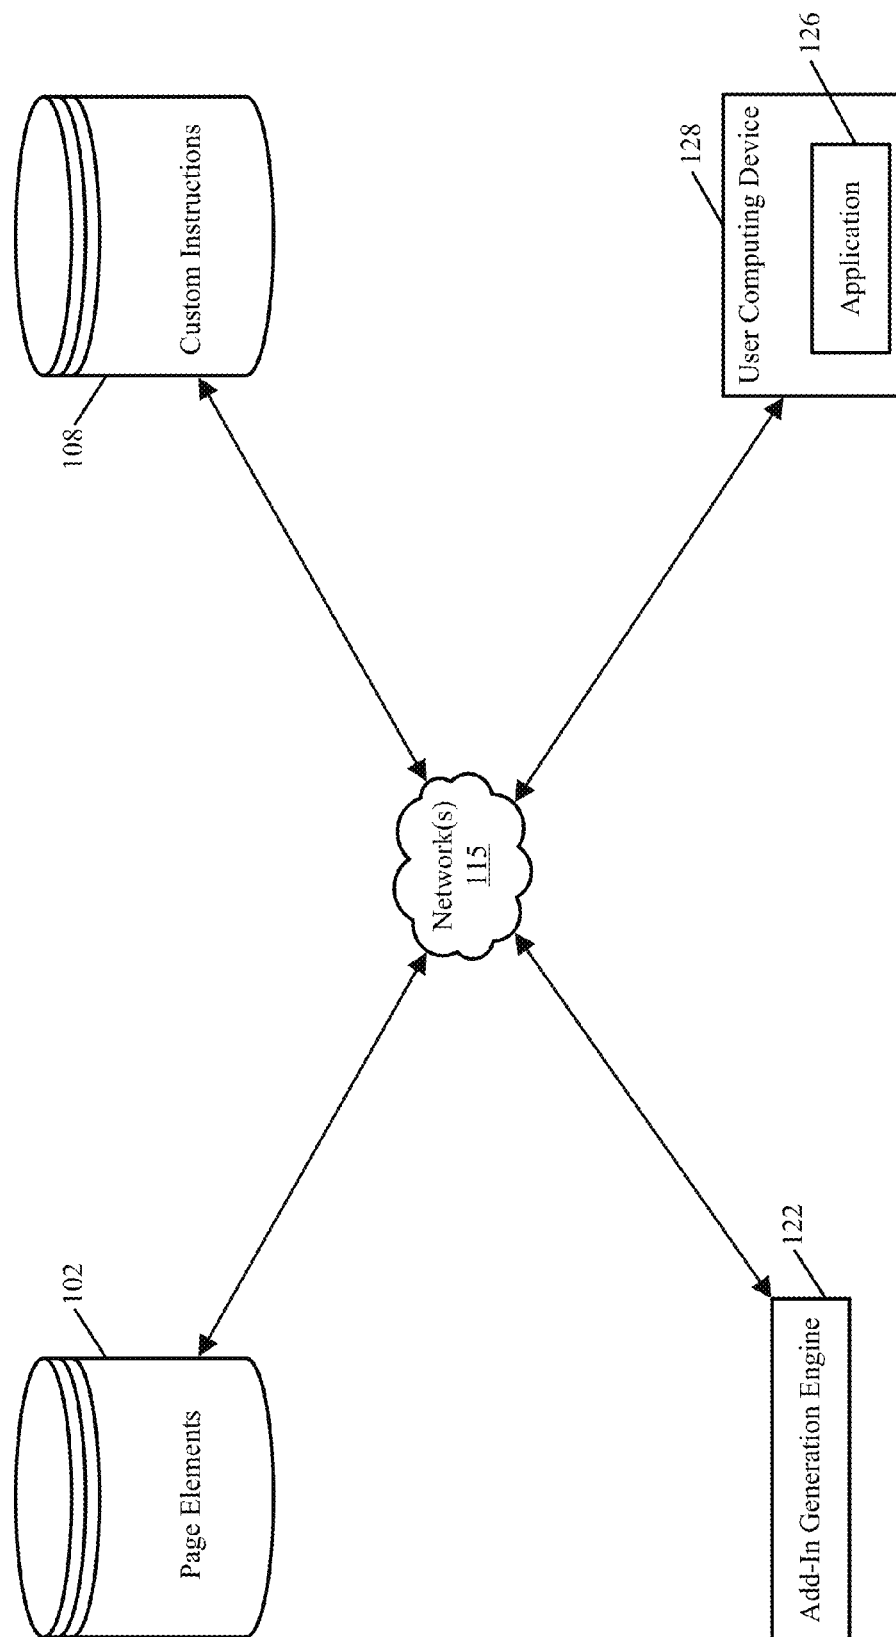 102
Page Elements
108
Custom Instructions
Network(s)
115
Add-In Generation Engine
122
128
User Computing Device
Application
126